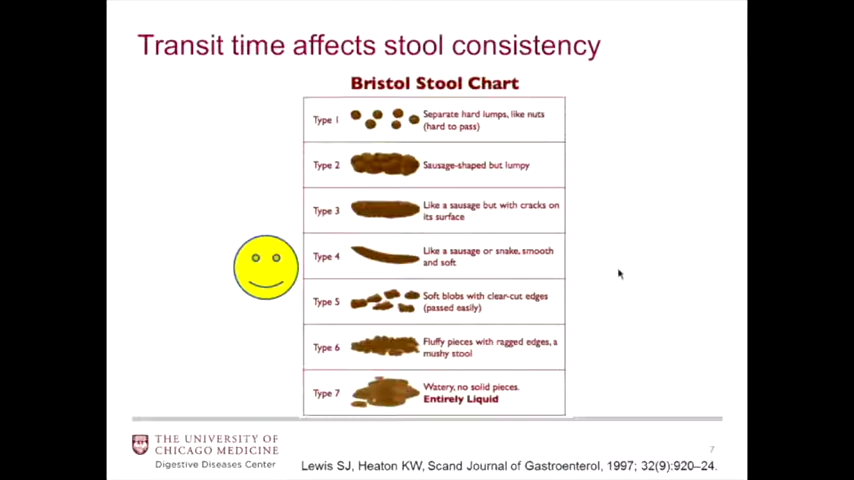 Transit time affects stool consistency
Bristol Stool Chart
Type 1
Separate hard lumps, like nuts
(hard to pass)
Type 2
Sausage-shaped but lumpy
Type 3
Like a sausage but with cracks on
its surface
Type 4
Like a sausage or snake, smooth
and soft
Type 5
Soft blobs with clear-cut edges
(passed easily)
Type 6
Fluffy pieces with ragged edges, a
mushy stool
Type 7
Watery, no solid pieces.
Entirely Liquid
7
THE UNIVERSITY OF
CHICAGO MEDICINE
Digestive Diseases Center
Lewis SJ, Heaton KW, Scand Journal of Gastroenterol, 1997; 32(9):920–24.